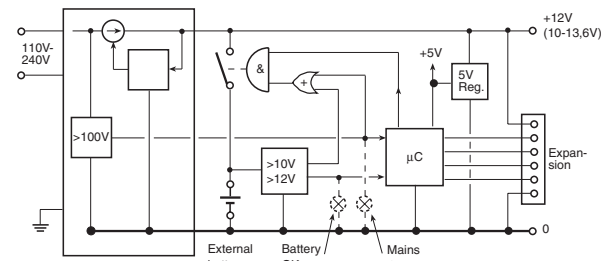 +12V
(10-13,6V)
110V-
240V
+5V
&
+
5V
Reg.
>100V
>10V
>12V
µC
Expan-
sion
0
External
Battery
Mains